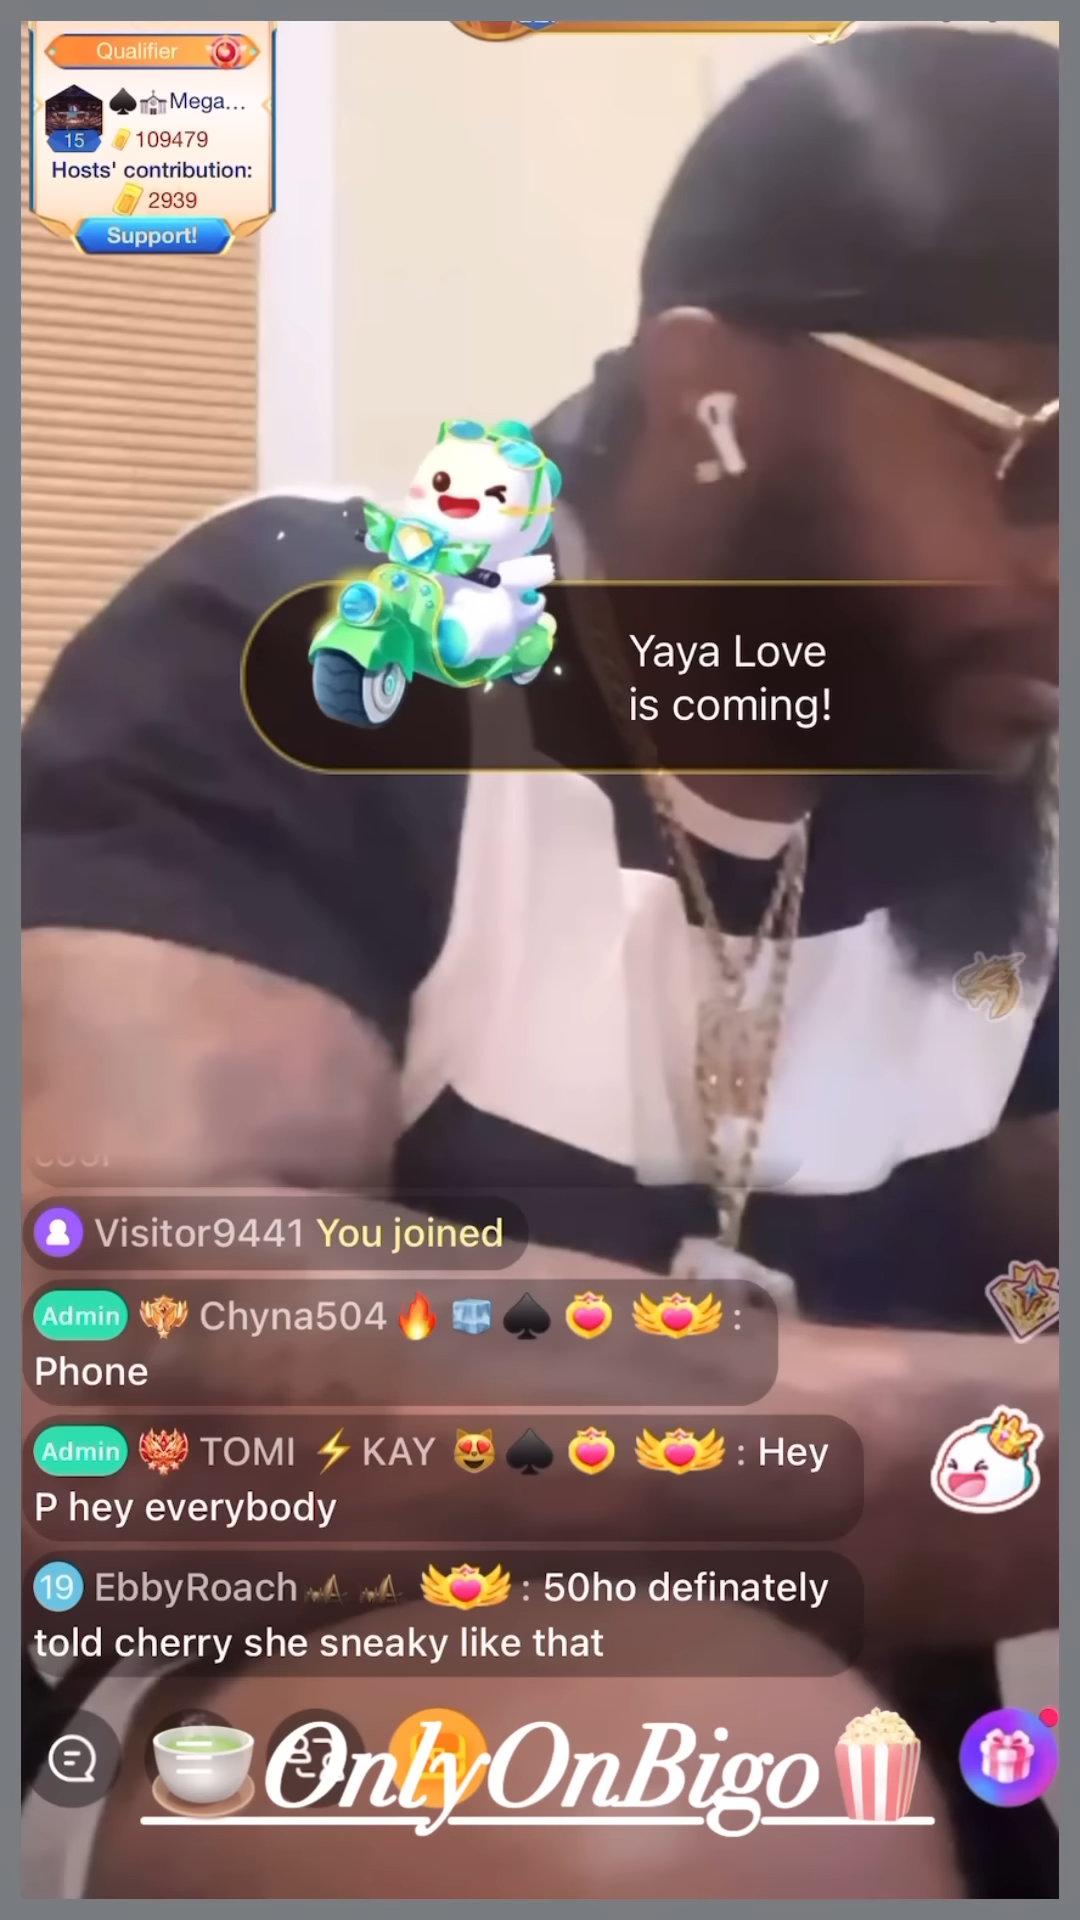 Qualifier
♠️⛪Mega...
15
109479
Hosts' contribution:
2939
Support!
Yaya Love
is coming!
Visitor9441 You joined
Admin Chyna504🔥🧊♠️ :
Phone
Admin TOMI ⚡KAY 😻♠️ : Hey
P hey everybody
19 EbbyRoach : 50ho definately
told cherry she sneaky like that
🍵OnlyOnBigo🍿